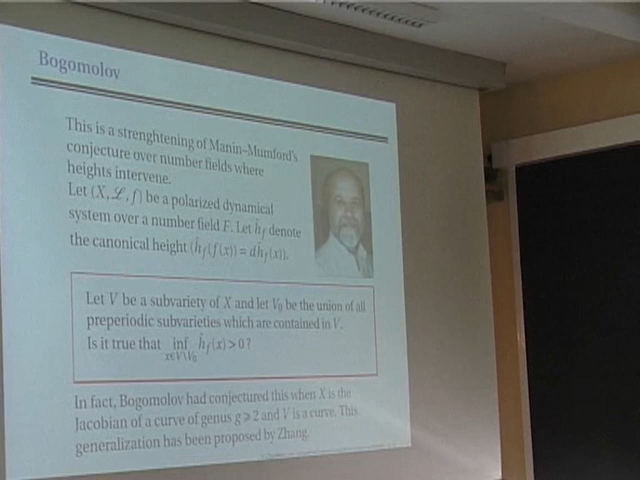 Bogomolov
This is a strenghtening of Manin–Mumford's
conjecture over number fields where
heights intervene.
Let (X, ℒ, f) be a polarized dynamical
system over a number field F. Let ĥ_f denote
the canonical height (ĥ_f(f(x)) = dĥ_f(x)).
Let V be a subvariety of X and let V₀ be the union of all
preperiodic subvarieties which are contained in V.
Is it true that inf ĥ_f(x) > 0 ?
x∈V\V₀
In fact, Bogomolov had conjectured this when X is the
Jacobian of a curve of genus g ⩾ 2 and V is a curve. This
generalization has been proposed by Zhang.